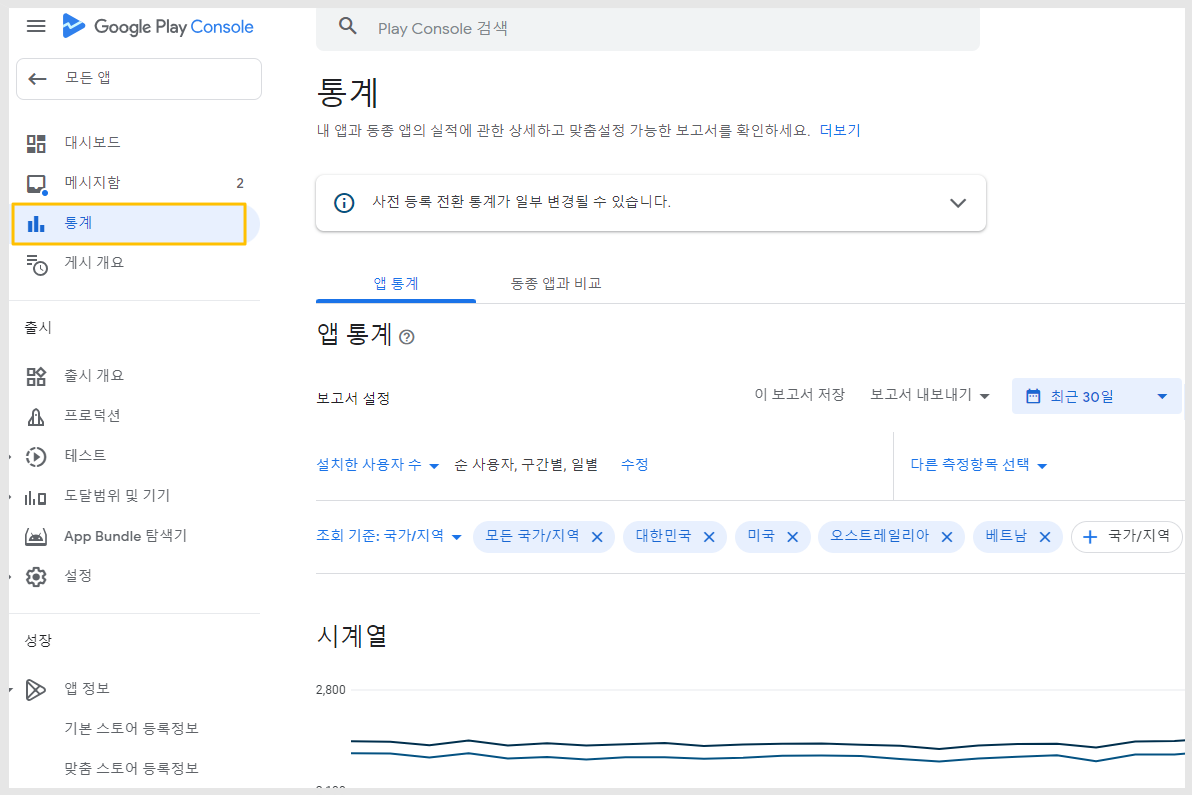 Google Play Console
Play Console 검색
모든 앱
대시보드
메시지함 2
통계
게시 개요
출시
출시 개요
프로덕션
테스트
도달범위 및 기기
App Bundle 탐색기
설정
성장
앱 정보
기본 스토어 등록정보
맞춤 스토어 등록정보
통계
내 앱과 동종 앱의 실적에 관한 상세하고 맞춤설정 가능한 보고서를 확인하세요. 더보기
사전 등록 전환 통계가 일부 변경될 수 있습니다.
앱 통계 동종 앱과 비교
앱 통계
보고서 설정 이 보고서 저장 보고서 내보내기 최근 30일
설치한 사용자 수 순 사용자, 구간별, 일별 수정 다른 측정항목 선택
조회 기준: 국가/지역 모든 국가/지역 대한민국 미국 오스트레일리아 베트남 국가/지역
시계열
2,800